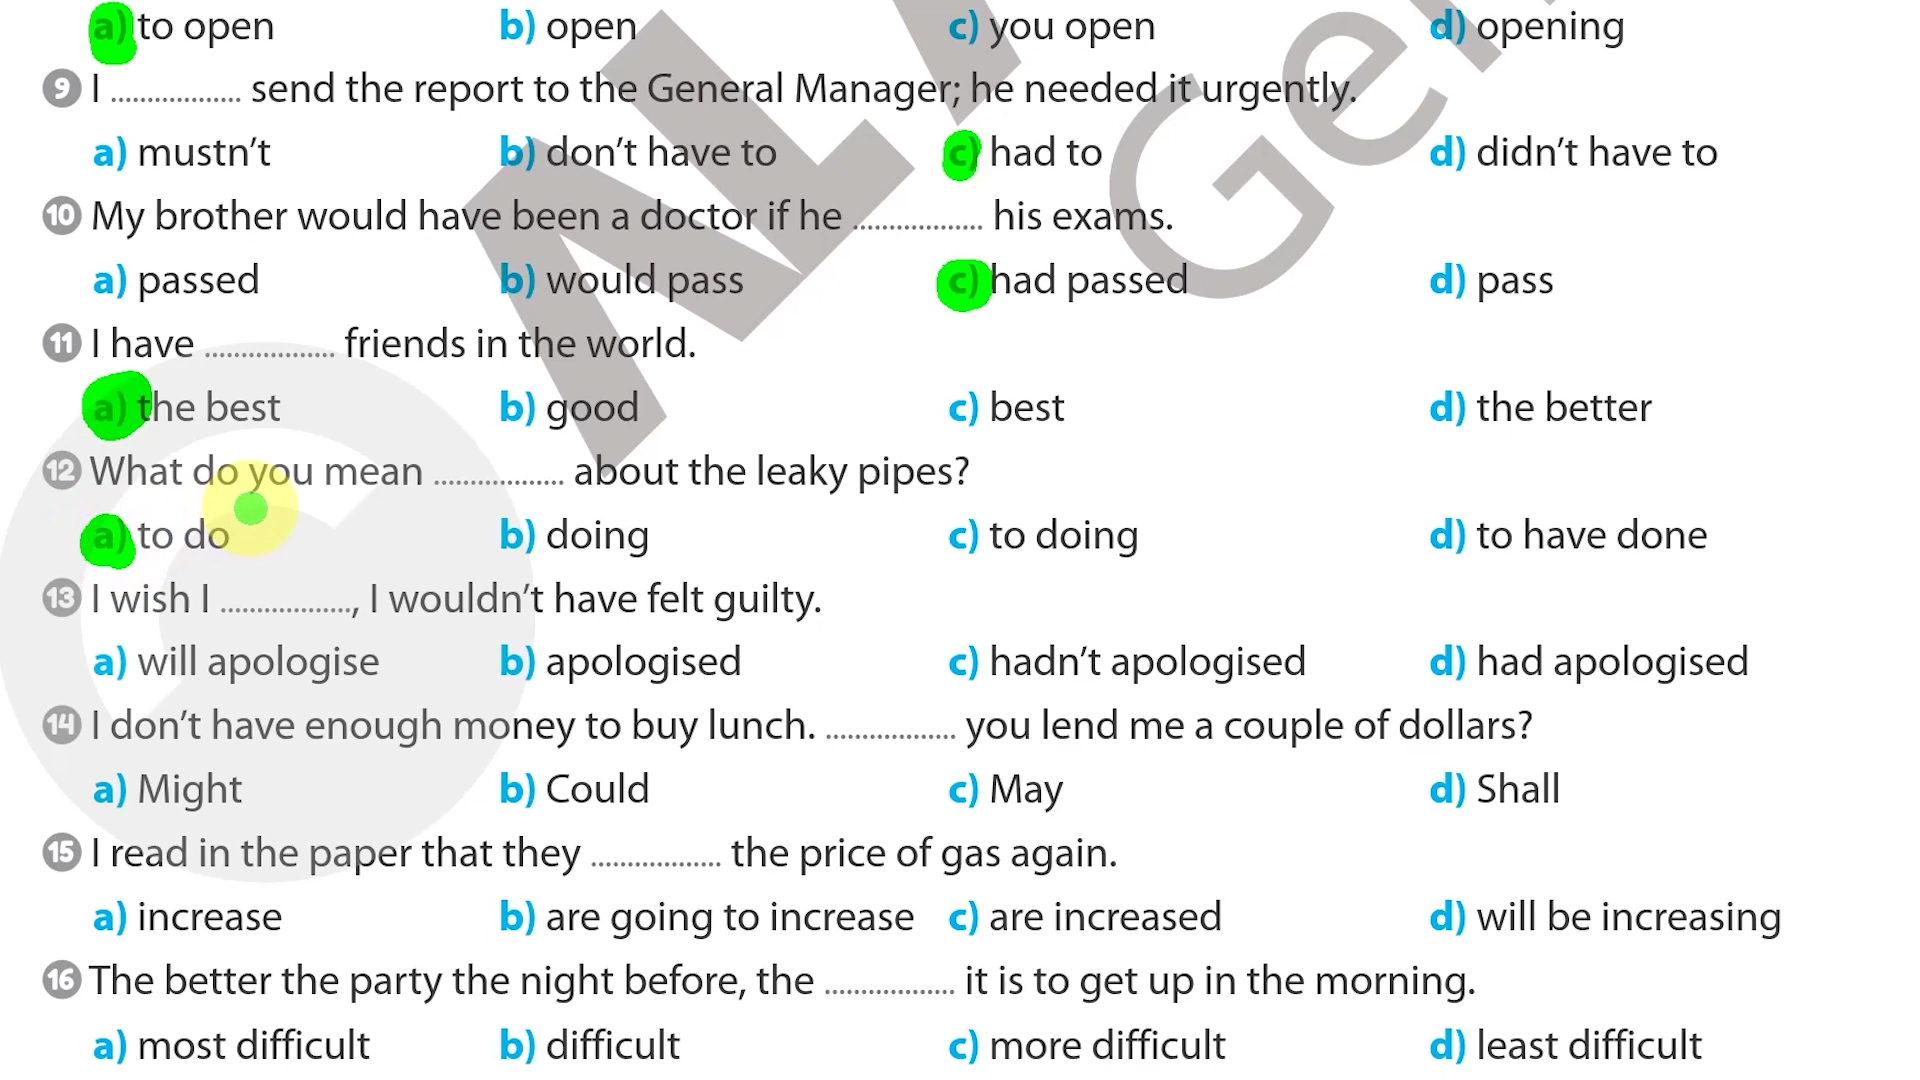 a) to open b) open c) you open d) opening
9 I .................. send the report to the General Manager; he needed it urgently.
a) mustn't b) don't have to c) had to d) didn't have to
10 My brother would have been a doctor if he .................. his exams.
a) passed b) would pass c) had passed d) pass
11 I have .................. friends in the world.
a) the best b) good c) best d) the better
12 What do you mean .................. about the leaky pipes?
a) to do b) doing c) to doing d) to have done
13 I wish I .................., I wouldn't have felt guilty.
a) will apologise b) apologised c) hadn't apologised d) had apologised
14 I don't have enough money to buy lunch. .................. you lend me a couple of dollars?
a) Might b) Could c) May d) Shall
15 I read in the paper that they .................. the price of gas again.
a) increase b) are going to increase c) are increased d) will be increasing
16 The better the party the night before, the .................. it is to get up in the morning.
a) most difficult b) difficult c) more difficult d) least difficult